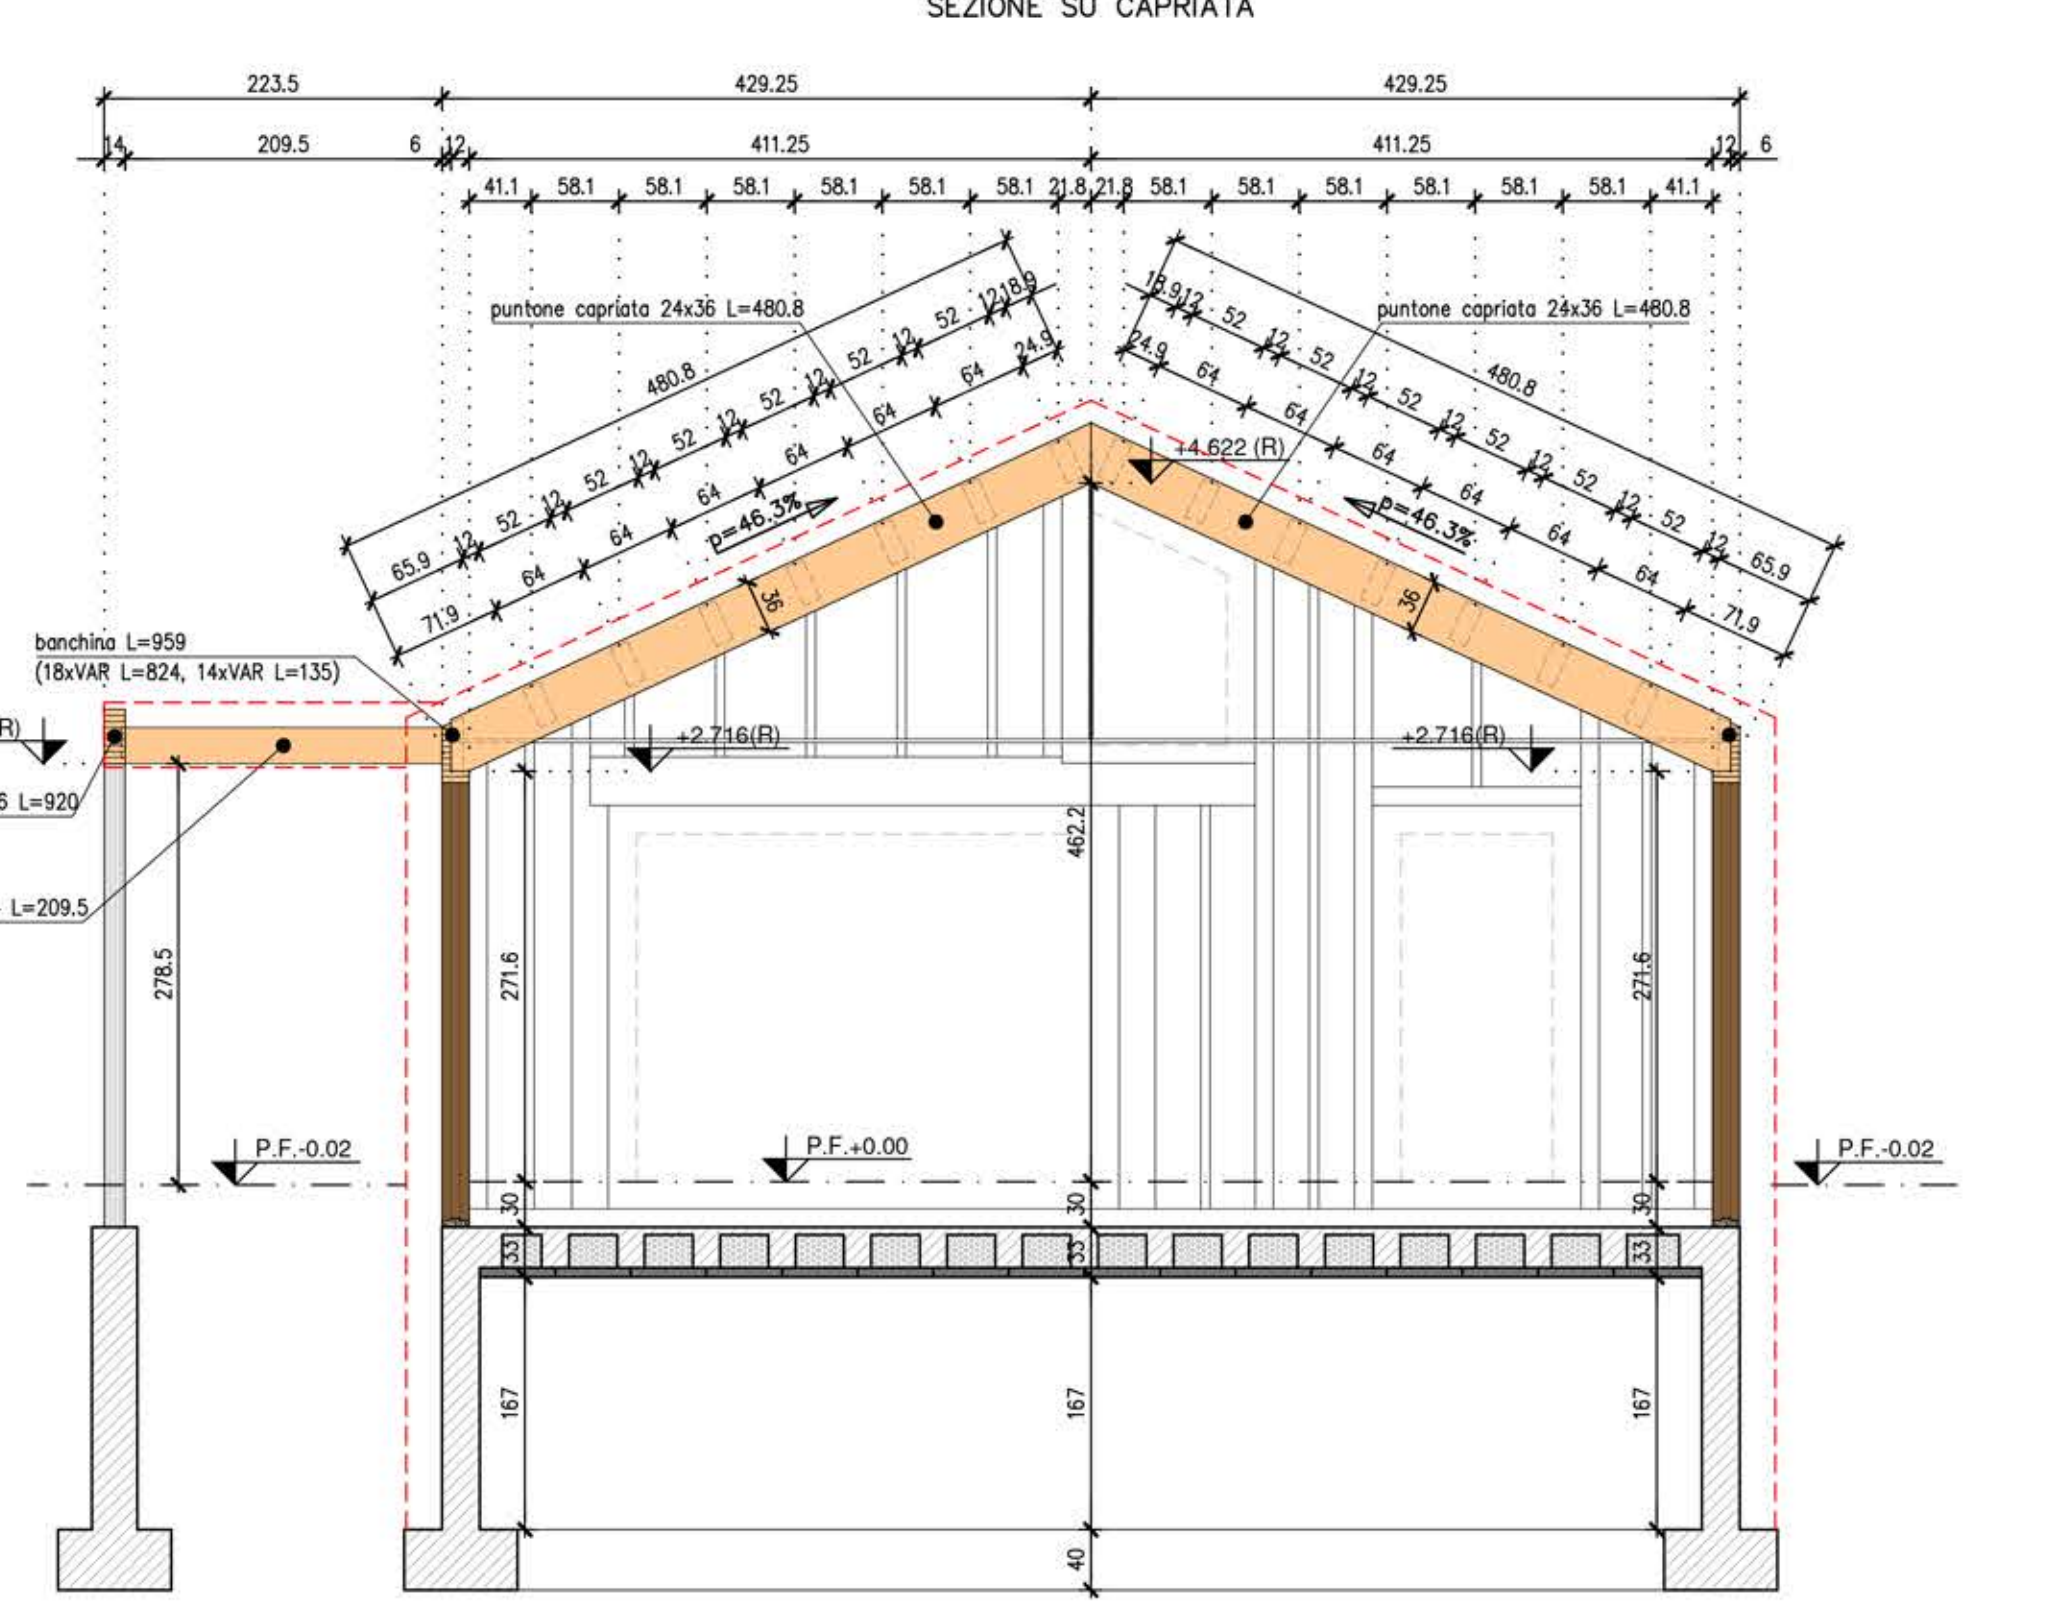 SEZIONE SU CAPRIATA
223.5 429.25 429.25
14 209.5 6 12 411.25 411.25 12 6
41.1 58.1 58.1 58.1 58.1 58.1 58.1 21.8 21.8 58.1 58.1 58.1 58.1 58.1 58.1 41.1
puntone capriata 24x36 L=480.8
puntone capriata 24x36 L=480.8
480.8
480.8
65.9 12 52 12 52 12 52 12 52 12 52 12 52 12 18.9
18.9 12 52 12 52 12 52 12 52 12 52 12 52 12 65.9
71.9 64 64 64 64 64 64 24.9
24.9 64 64 64 64 64 64 71.9
p=46.3%
p=46.3%
+4.622 (R)
36
36
banchina L=959
(18xVAR L=824, 14xVAR L=135)
R)
+2.716(R)
+2.716(R)
6 L=920
462.2
L=209.5
278.5
271.6
271.6
P.F.-0.02
P.F.+0.00
P.F.-0.02
30
30
30
33
33
33
167
167
167
40